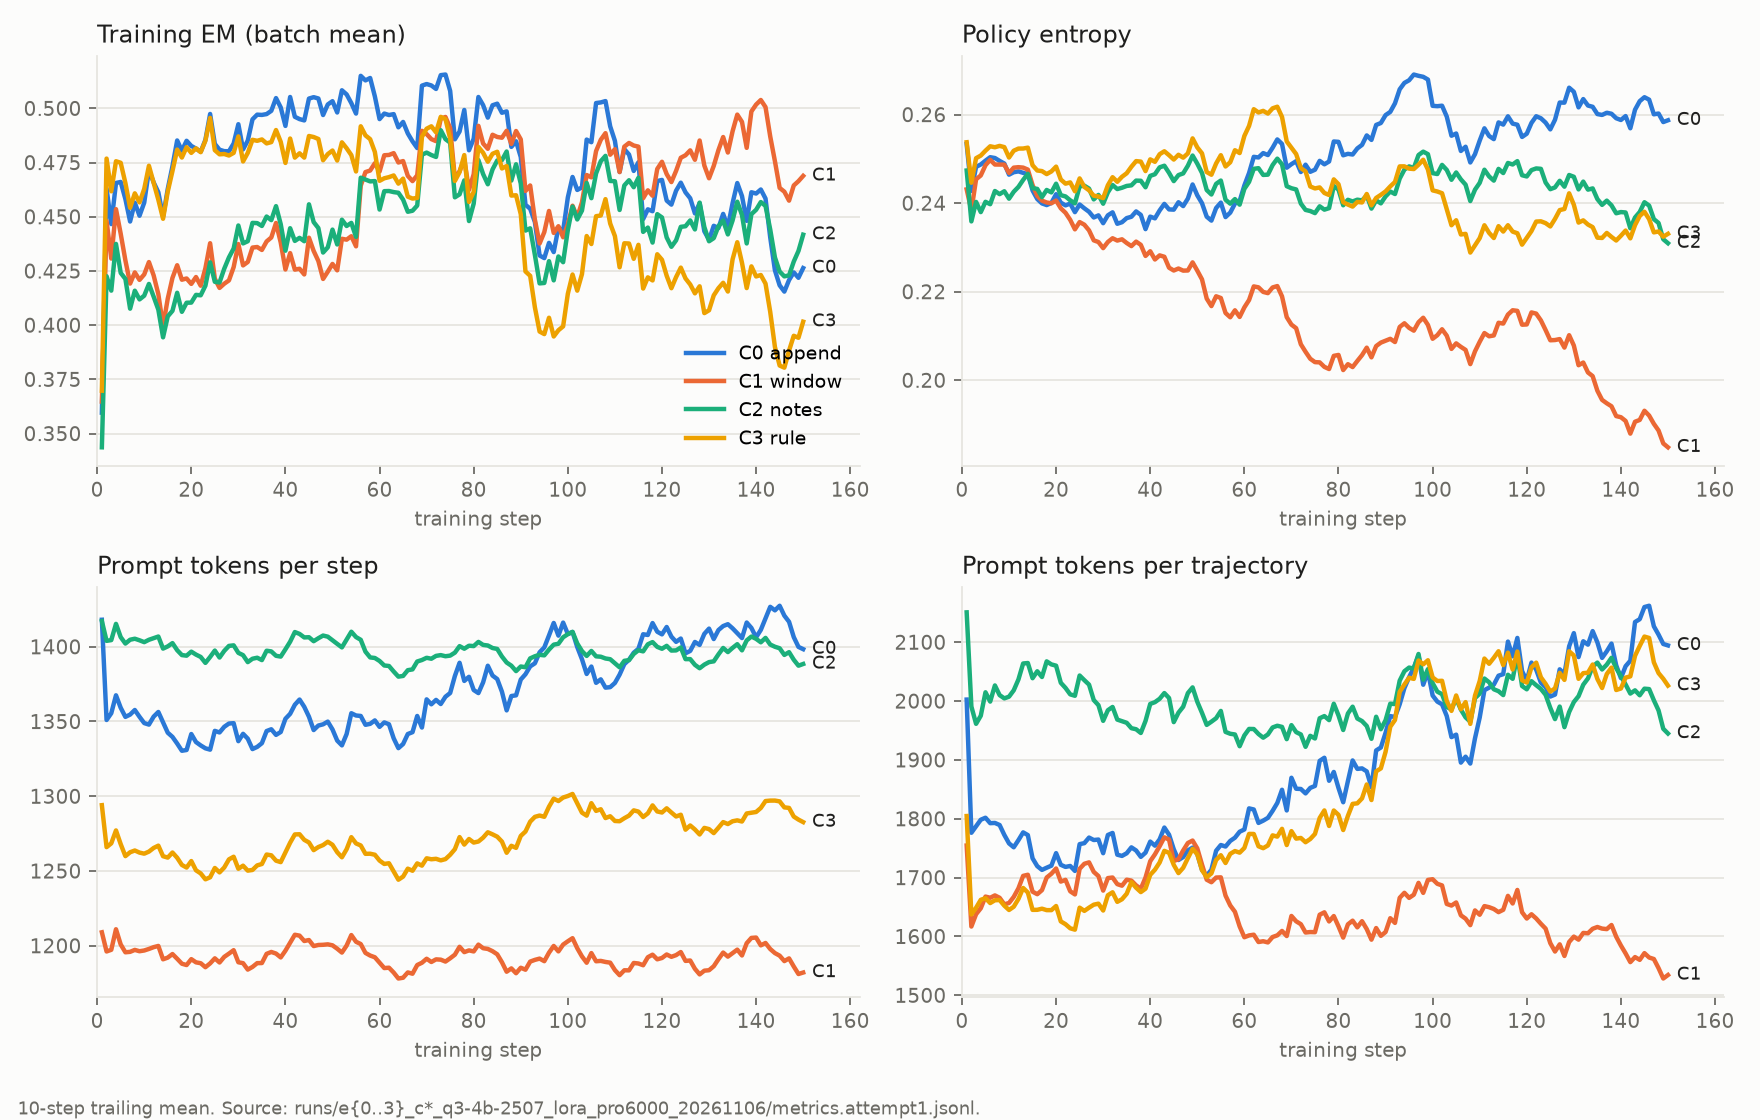 Training EM (batch mean)
0.500
0.475
0.450
0.425
0.400
0.375
0.350
C1
C2
C0
C3
C0 append
C1 window
C2 notes
C3 rule
0 20 40 60 80 100 120 140 160
training step
Policy entropy
0.26
0.24
0.22
0.20
C0
C3
C2
C1
0 20 40 60 80 100 120 140 160
training step
Prompt tokens per step
1400
1350
1300
1250
1200
C0
C2
C3
C1
0 20 40 60 80 100 120 140 160
training step
Prompt tokens per trajectory
2100
2000
1900
1800
1700
1600
1500
C0
C3
C2
C1
0 20 40 60 80 100 120 140 160
training step
10-step trailing mean. Source: runs/e{0..3}_c*_q3-4b-2507_lora_pro6000_20261106/metrics.attempt1.jsonl.